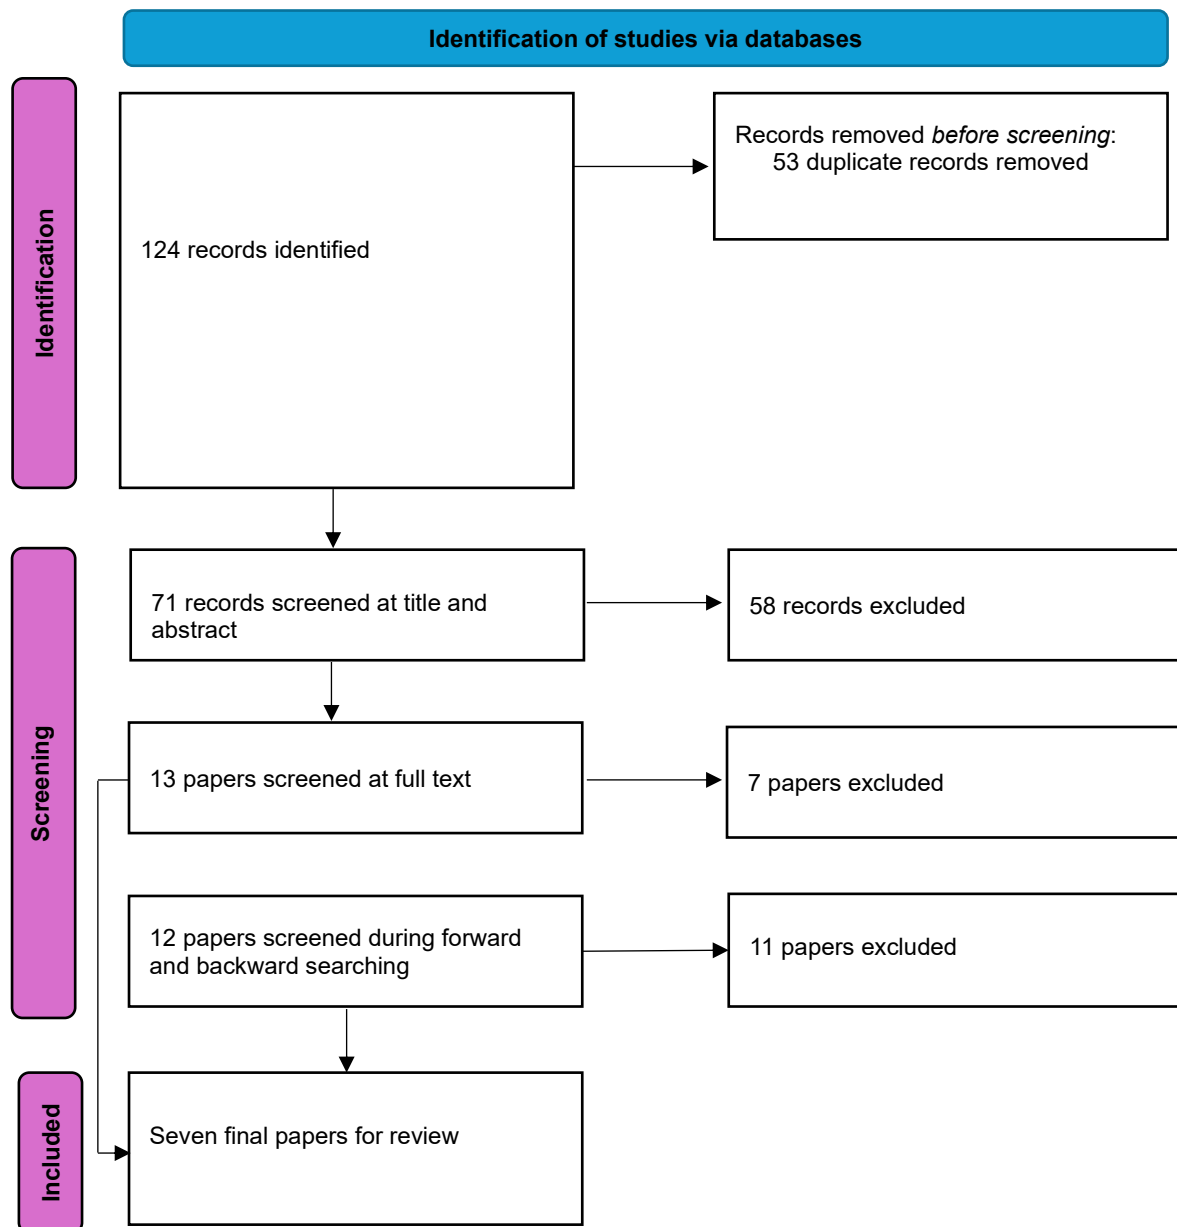 Identification of studies via databases
Identification
124 records identified
Records removed before screening:
53 duplicate records removed
Screening
71 records screened at title and
abstract
58 records excluded
13 papers screened at full text
7 papers excluded
12 papers screened during forward
and backward searching
11 papers excluded
Included
Seven final papers for review